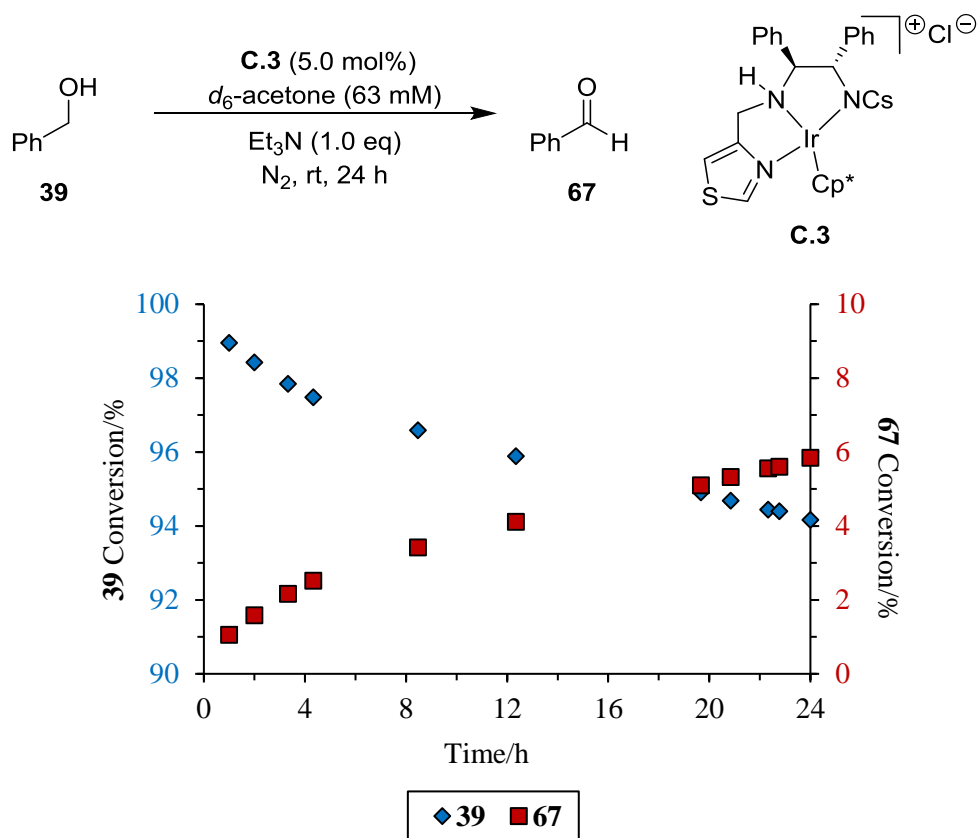 OH
Ph
39
C.3 (5.0 mol%)
d6-acetone (63 mM)
Et3N (1.0 eq)
N2, rt, 24 h
O
Ph H
67
Ph Ph ⊕ Cl ⊖
H
N NCs
Ir
N
S Cp*
C.3
100 10
98 8
96 6
94 4
92 2
90 0
39 Conversion/%
67 Conversion/%
0 4 8 12 16 20 24
Time/h
39 67